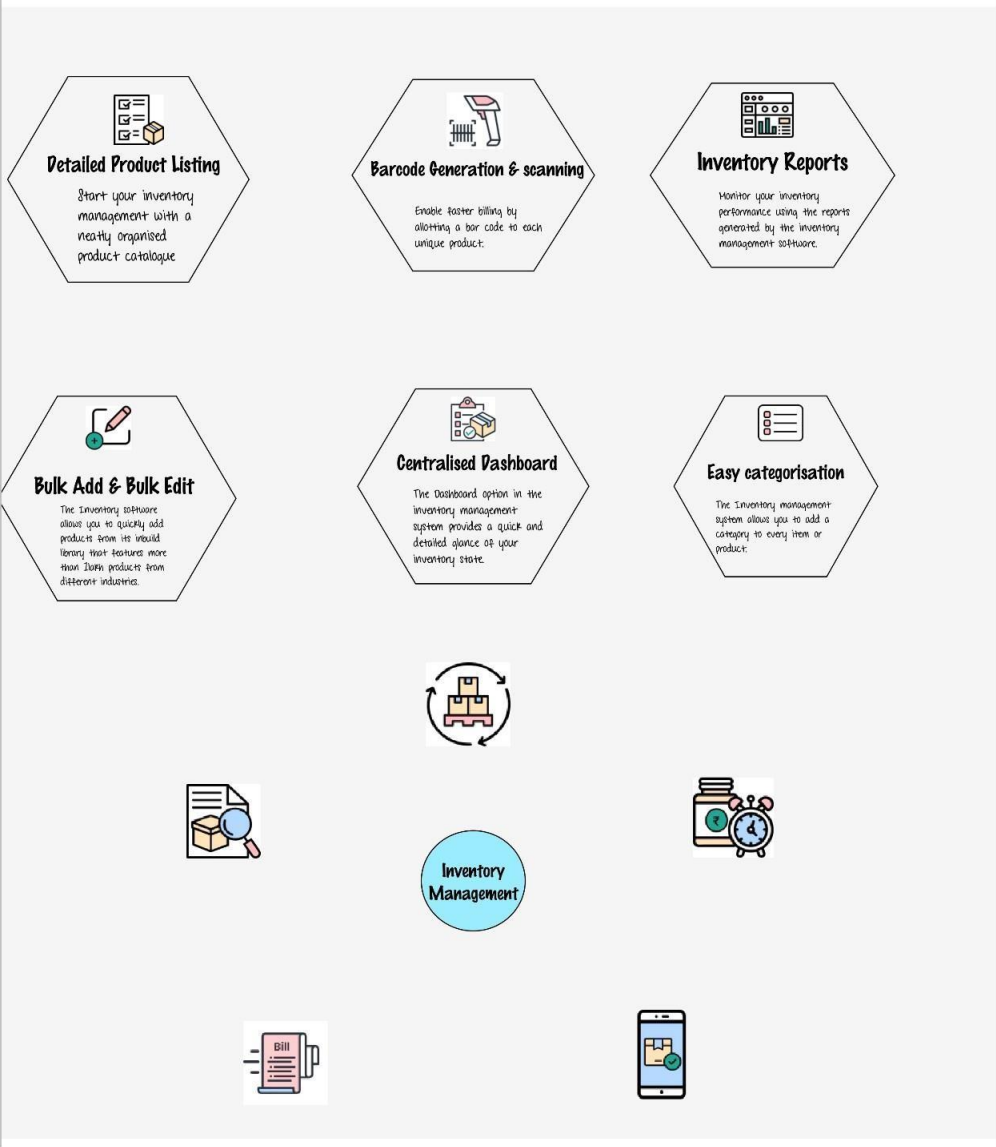 Detailed Product Listing
Start your inventory
management with a
neatly organised
product catalogue
Barcode Generation & scanning
Enable faster billing by
allotting a bar code to each
unique product.
Inventory Reports
Monitor your inventory
performance using the reports
generated by the inventory
management software.
Bulk Add & Bulk Edit
The Inventory software
allows you to quickly add
products from its inbuild
library that features more
than products from
different industries.
Centralised Dashboard
The Dashboard option in the
inventory management
system provides a quick and
detailed glance of your
inventory state.
Easy categorisation
The Inventory management
system allows you to add a
category to every item or
product.
₹
Inventory
Management
Bill